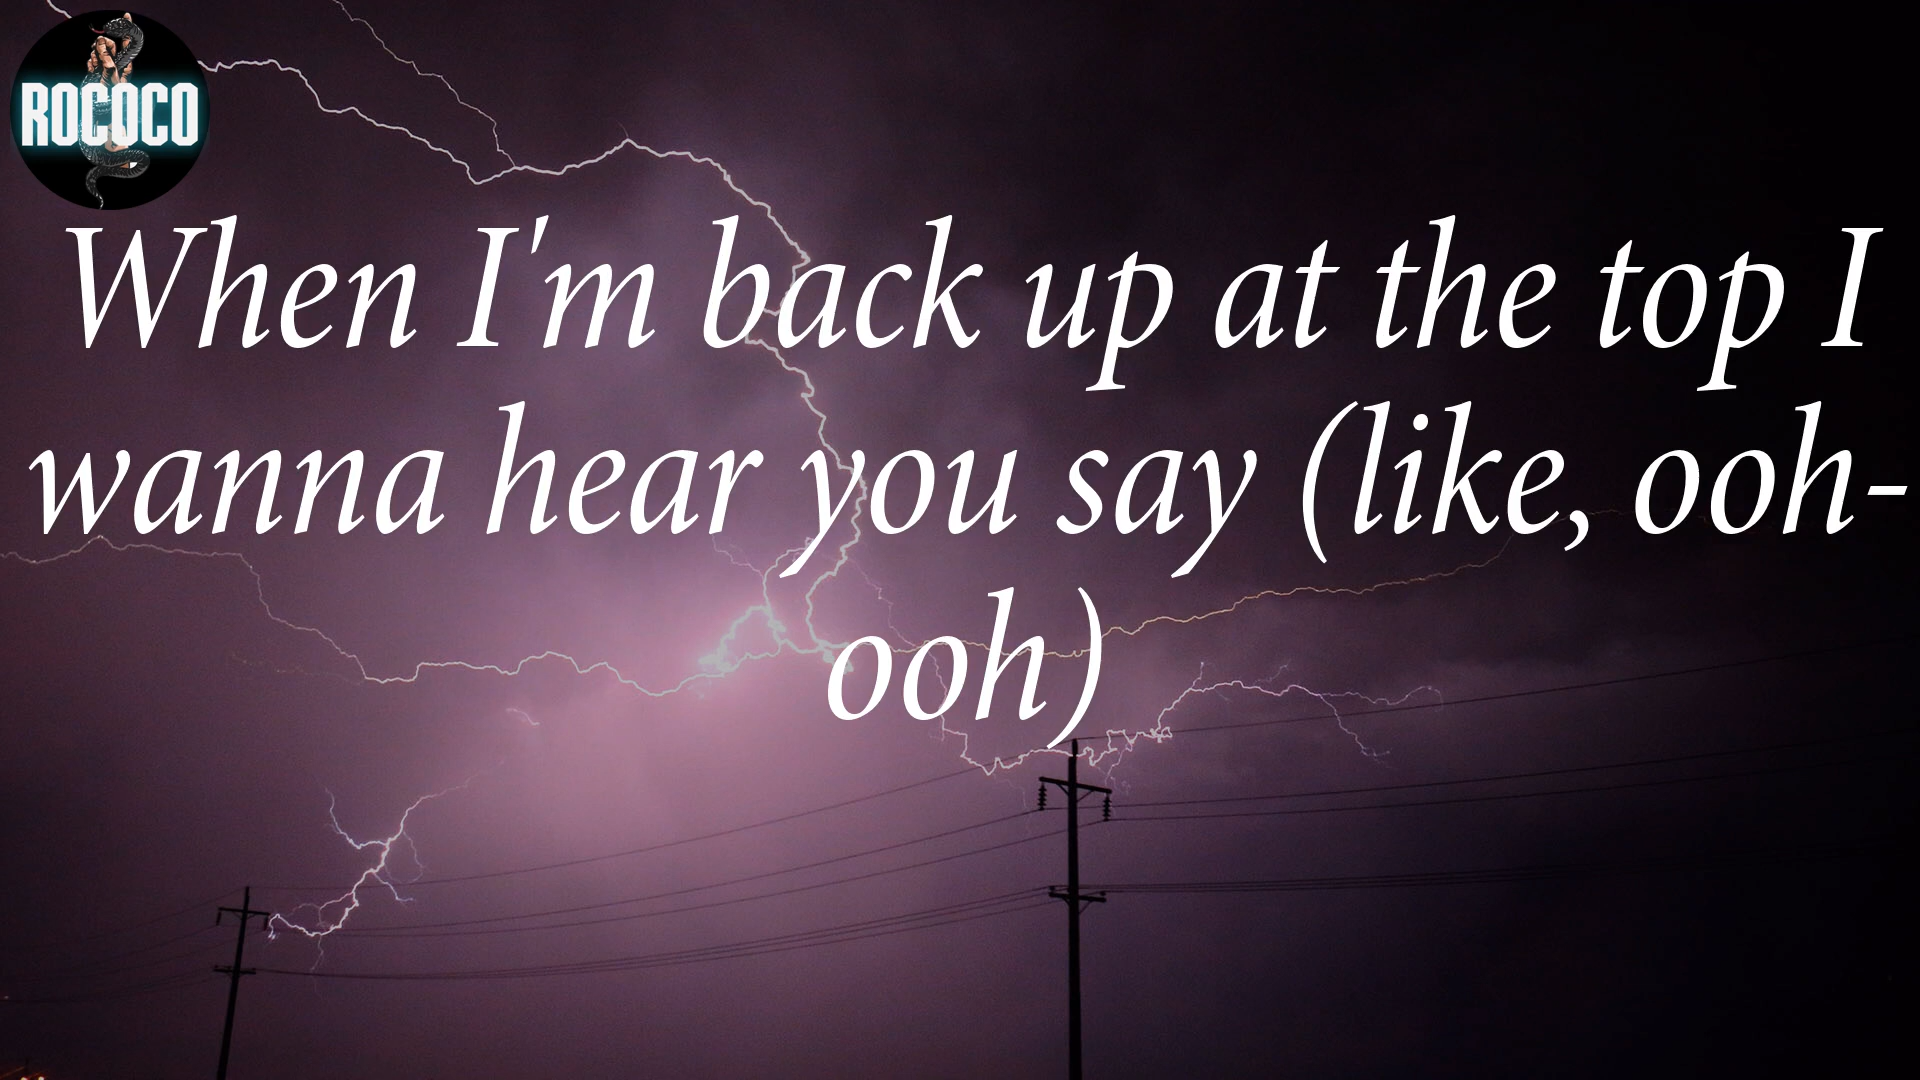 ROCOCO
When I'm back up at the top I
wanna hear you say (like, ooh-
ooh)